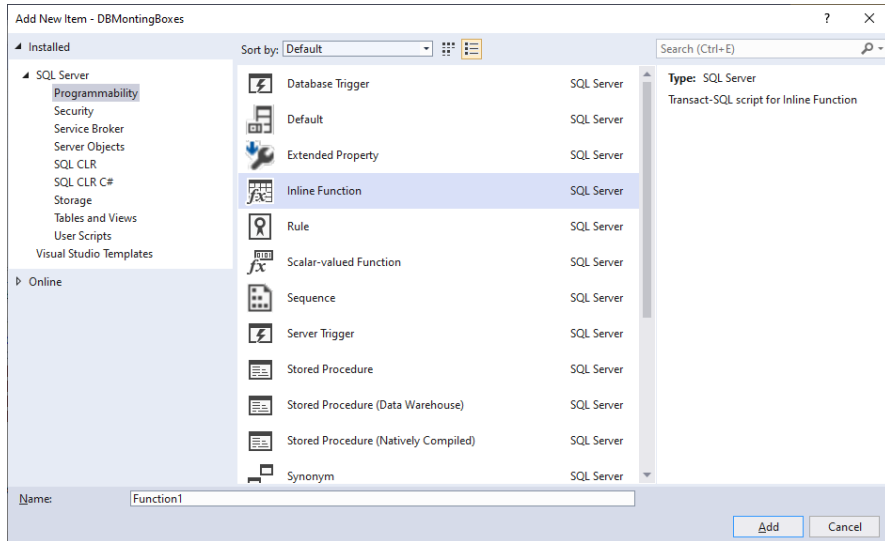 Add New Item - DBMontingBoxes
Installed
Sort by: Default
Search (Ctrl+E)
SQL Server
Programmability
Security
Service Broker
Server Objects
SQL CLR
SQL CLR C#
Storage
Tables and Views
User Scripts
Visual Studio Templates
Online
Database Trigger SQL Server
Default SQL Server
Extended Property SQL Server
Inline Function SQL Server
Rule SQL Server
Scalar-valued Function SQL Server
Sequence SQL Server
Server Trigger SQL Server
Stored Procedure SQL Server
Stored Procedure (Data Warehouse) SQL Server
Stored Procedure (Natively Compiled) SQL Server
Synonym SQL Server
Type: SQL Server
Transact-SQL script for Inline Function
Name: Function1
Add Cancel